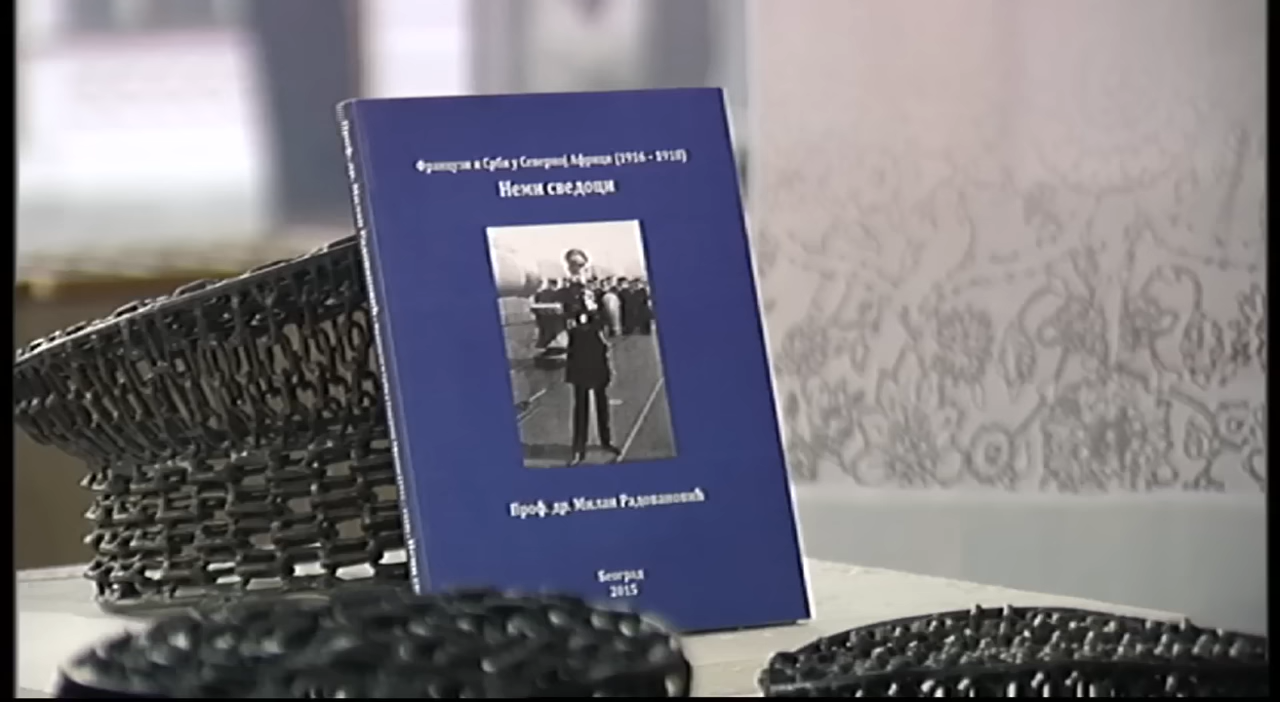 Французи и Срби у Северној Африци (1916 - 1918)
Неми сведоци
Проф. др. Милан Радовановић
Београд
2015